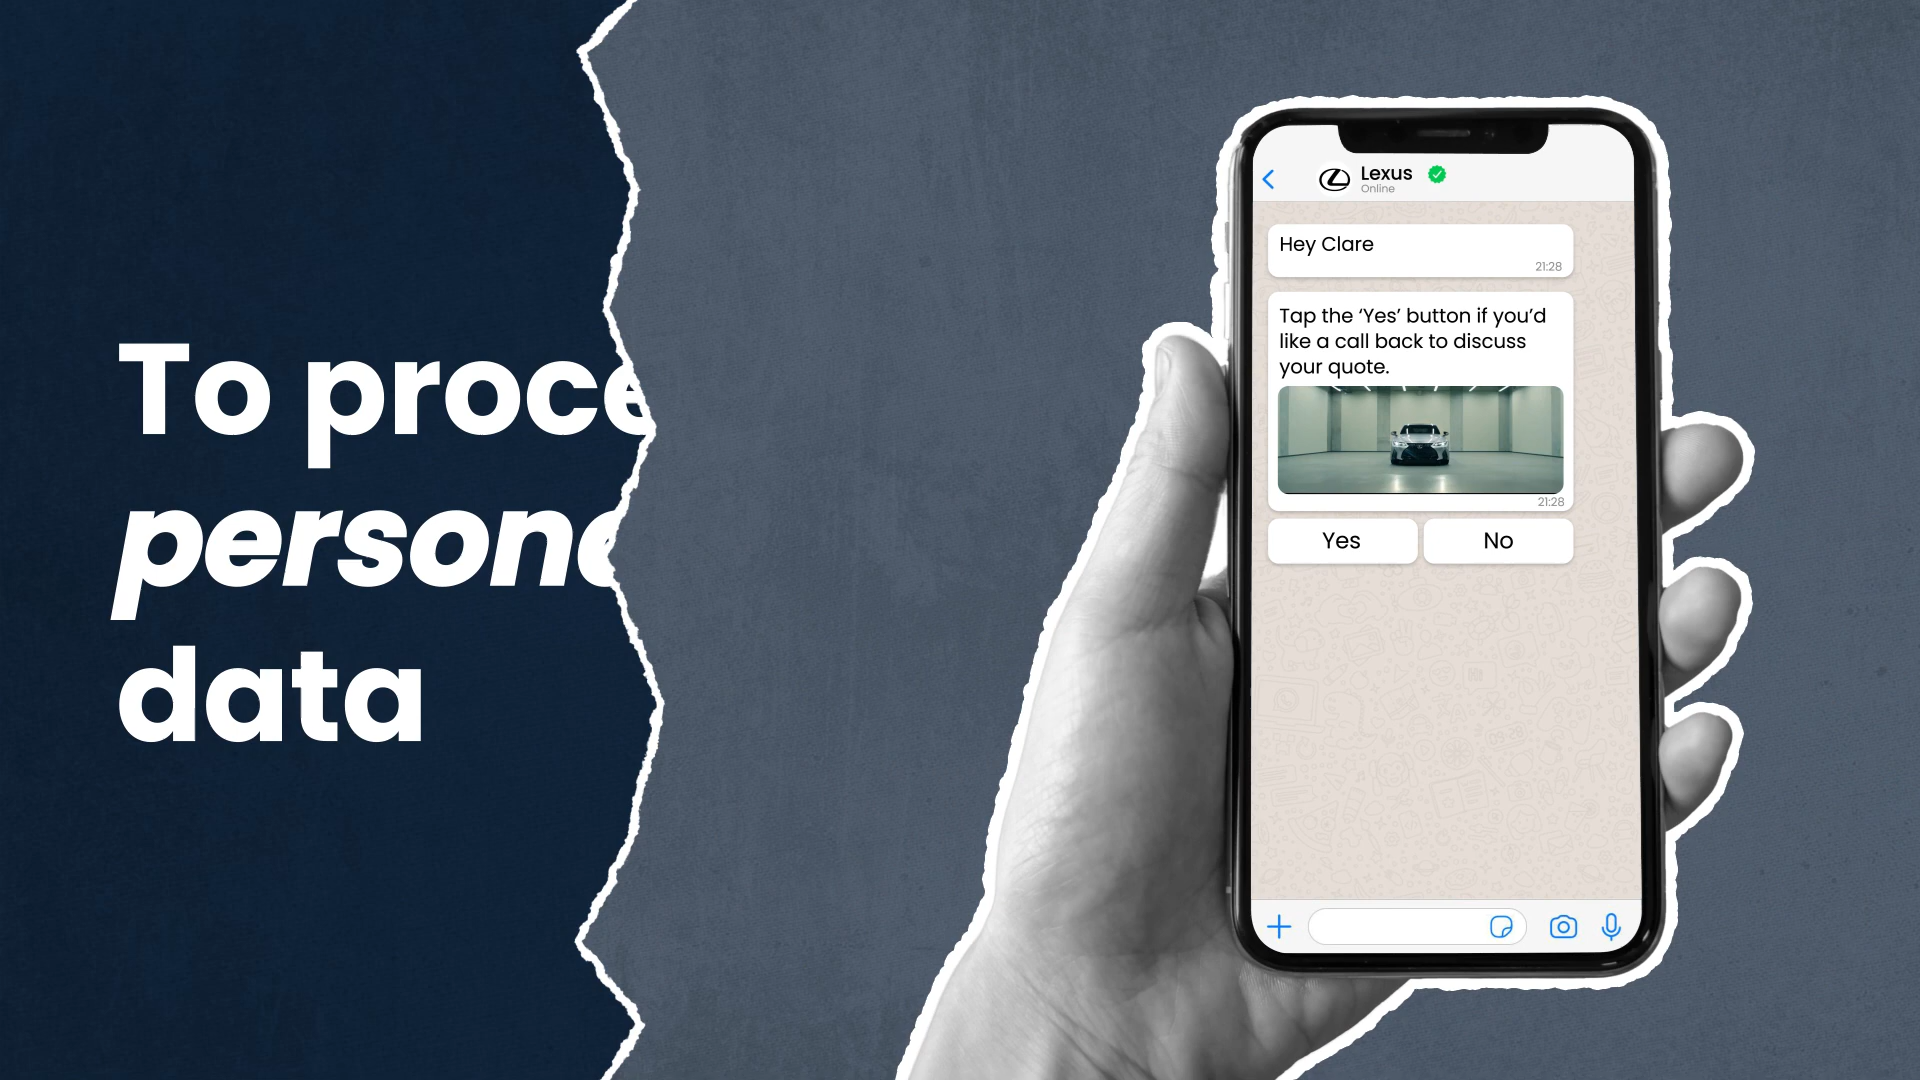 To proce
persona
data
Lexus
Online
Hey Clare
21:28
Tap the ‘Yes’ button if you’d
like a call back to discuss
your quote.
21:28
Yes
No